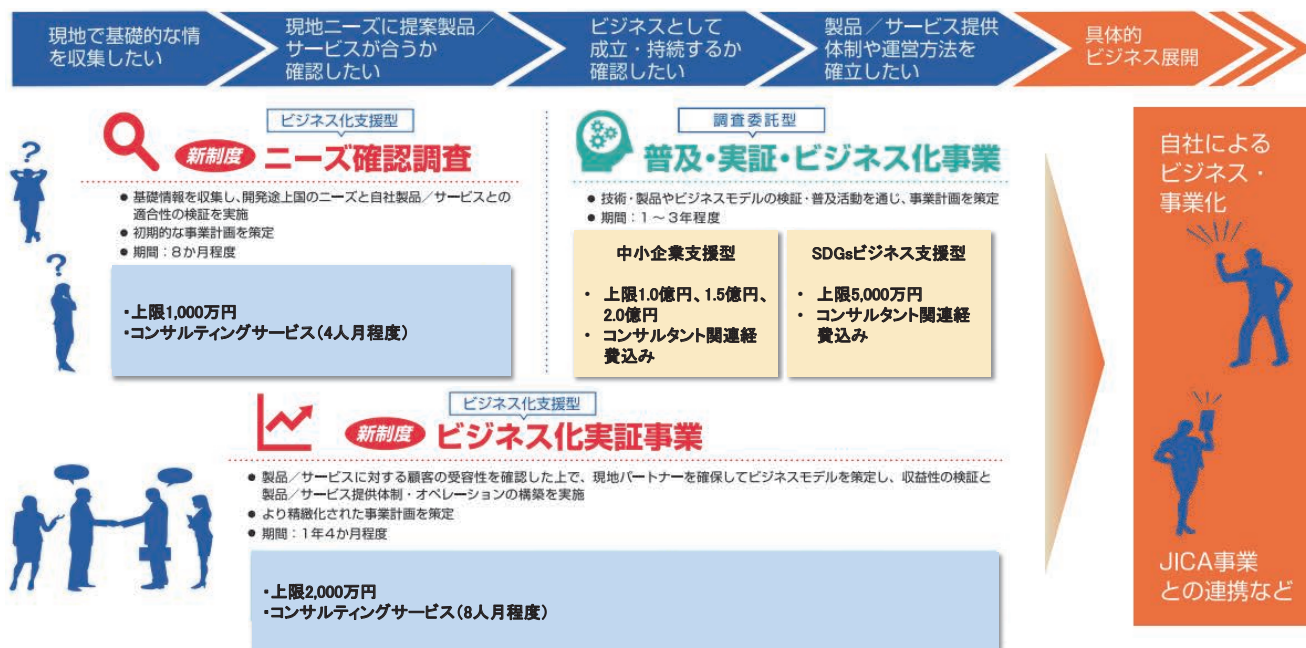 現地で基礎的な情
を収集したい
現地ニーズに提案製品／
サービスが合うか
確認したい
ビジネスとして
成立・持続するか
確認したい
製品／サービス提供
体制や運営方法を
確立したい
具体的
ビジネス展開
?
?
ビジネス化支援型
新制度 ニーズ確認調査
● 基礎情報を収集し、開発途上国のニーズと自社製品／サービスとの
適合性の検証を実施
● 初期的な事業計画を策定
● 期間：8か月程度
・上限1,000万円
・コンサルティングサービス（4人月程度）
調査委託型
普及・実証・ビジネス化事業
● 技術・製品やビジネスモデルの検証・普及活動を通じ、事業計画を策定
● 期間：1～3年程度
中小企業支援型
• 上限1.0億円、1.5億円、
2.0億円
• コンサルタント関連経
費込み
SDGsビジネス支援型
• 上限5,000万円
• コンサルタント関連経
費込み
ビジネス化支援型
新制度 ビジネス化実証事業
● 製品／サービスに対する顧客の受容性を確認した上で、現地パートナーを確保してビジネスモデルを策定し、収益性の検証と
製品／サービス提供体制・オペレーションの構築を実施
● より精緻化された事業計画を策定
● 期間：1年4か月程度
・上限2,000万円
・コンサルティングサービス（8人月程度）
自社による
ビジネス・
事業化
JICA事業
との連携など